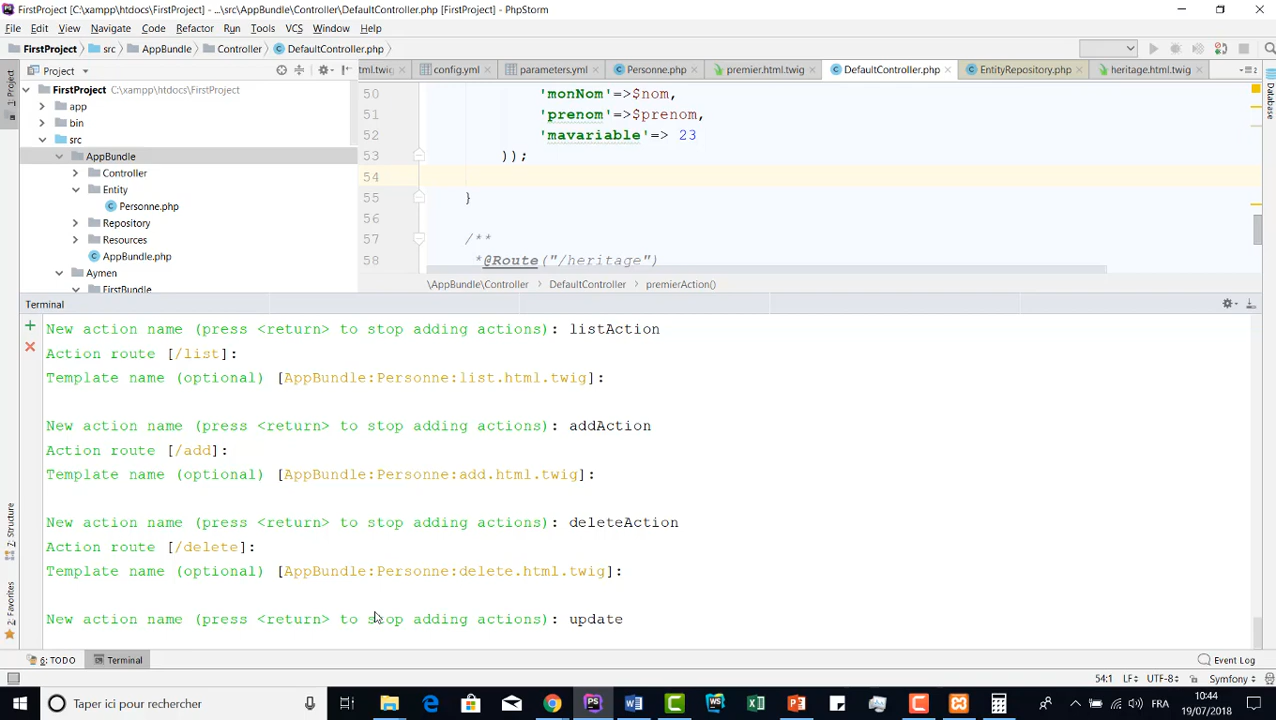 FirstProject [C:\xampp\htdocs\FirstProject] - ...\src\AppBundle\Controller\DefaultController.php [FirstProject] - PhpStorm
File Edit View Navigate Code Refactor Run Tools VCS Window Help
FirstProject src AppBundle Controller DefaultController.php
Project
ml.twig config.yml parameters.yml Personne.php premier.html.twig DefaultController.php EntityRepository.php heritage.html.twig
1: Project
Database
FirstProject C:\xampp\htdocs\FirstProject
app
bin
src
AppBundle
Controller
Entity
Personne.php
Repository
Resources
AppBundle.php
Aymen
FirstBundle
50 'monNom'=>$nom,
51 'prenom'=>$prenom,
52 'mavariable'=> 23
53 ));
54
55 }
56
57 /**
58 *@Route("/heritage")
\AppBundle\Controller DefaultController premierAction()
Terminal
New action name (press <return> to stop adding actions): listAction
Action route [/list]:
Template name (optional) [AppBundle:Personne:list.html.twig]:
New action name (press <return> to stop adding actions): addAction
Action route [/add]:
Template name (optional) [AppBundle:Personne:add.html.twig]:
New action name (press <return> to stop adding actions): deleteAction
Action route [/delete]:
Template name (optional) [AppBundle:Personne:delete.html.twig]:
New action name (press <return> to stop adding actions): update
7: Structure
2: Favorites
6: TODO Terminal Event Log
54:1 LF÷ UTF-8÷ Symfony÷
Taper ici pour rechercher
FRA
10:44
19/07/2018